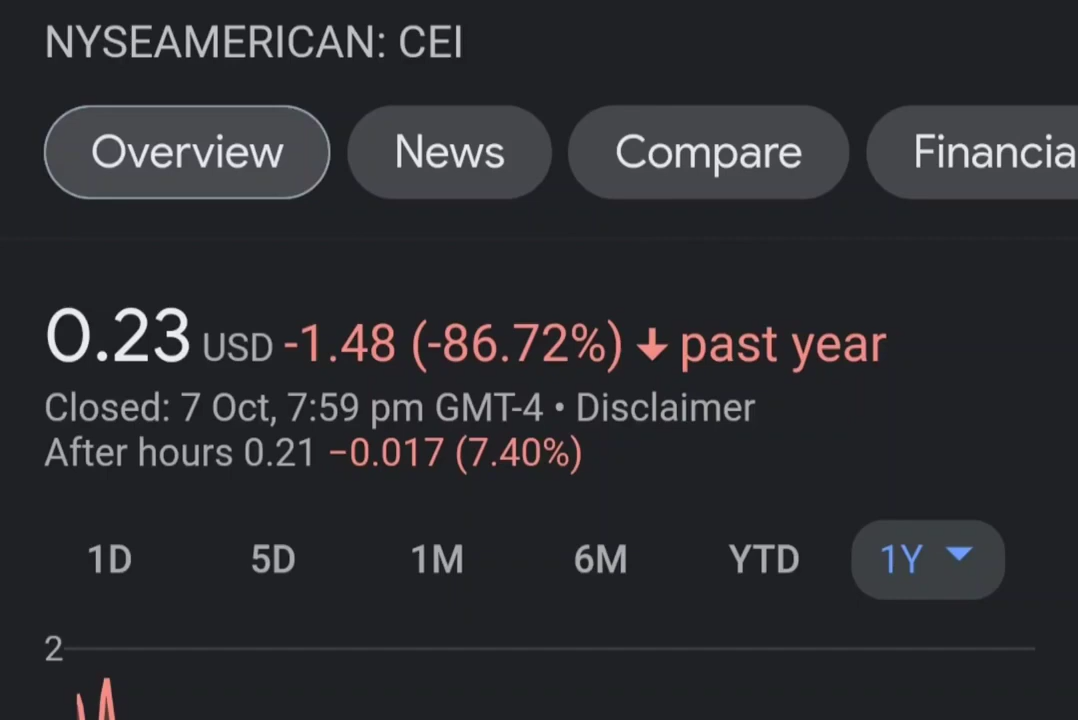 NYSEAMERICAN: CEI
Overview News Compare Financia
0.23 USD -1.48 (-86.72%) ↓ past year
Closed: 7 Oct, 7:59 pm GMT-4 • Disclaimer
After hours 0.21 −0.017 (7.40%)
1D 5D 1M 6M YTD 1Y
2